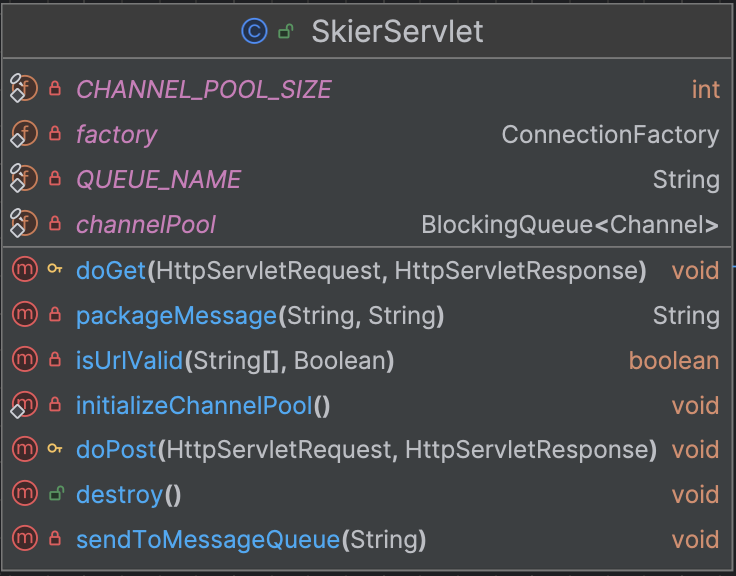 SkierServlet
CHANNEL_POOL_SIZE int
factory ConnectionFactory
QUEUE_NAME String
channelPool BlockingQueue<Channel>
doGet(HttpServletRequest, HttpServletResponse) void
packageMessage(String, String) String
isUrlValid(String[], Boolean) boolean
initializeChannelPool() void
doPost(HttpServletRequest, HttpServletResponse) void
destroy() void
sendToMessageQueue(String) void